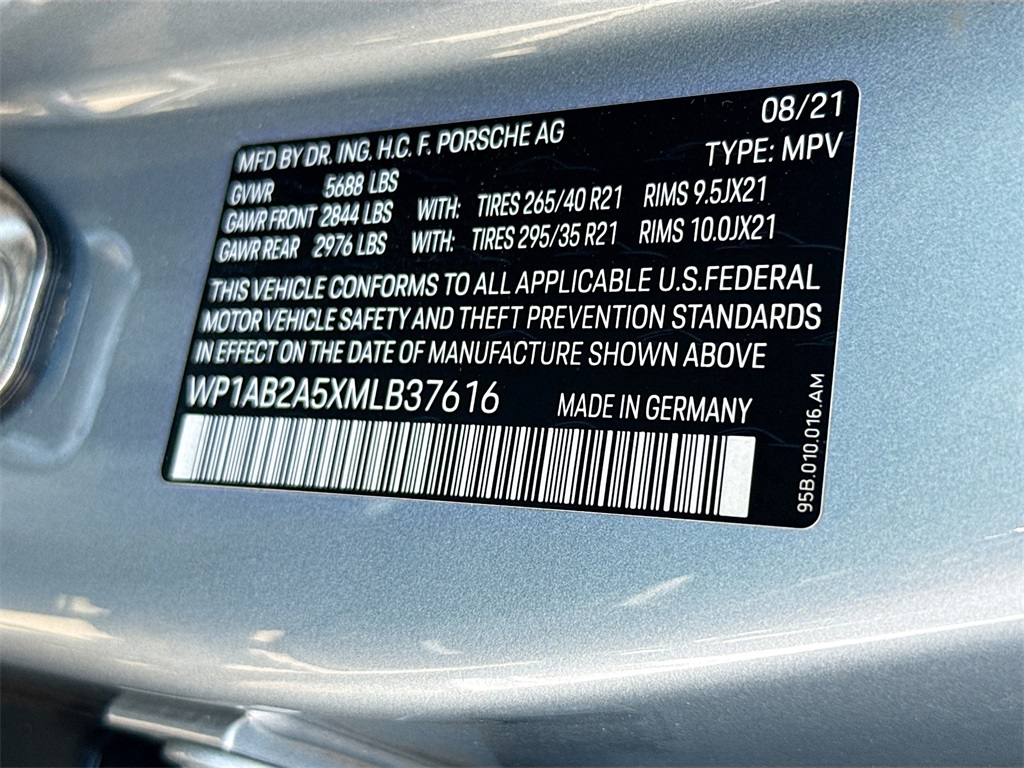 08/21
MFD BY DR. ING. H.C. F. PORSCHE AG
TYPE: MPV
GVWR 5688 LBS
GAWR FRONT 2844 LBS WITH: TIRES 265/40 R21 RIMS 9.5JX21
GAWR REAR 2976 LBS WITH: TIRES 295/35 R21 RIMS 10.0JX21
THIS VEHICLE CONFORMS TO ALL APPLICABLE U.S.FEDERAL
MOTOR VEHICLE SAFETY AND THEFT PREVENTION STANDARDS
IN EFFECT ON THE DATE OF MANUFACTURE SHOWN ABOVE
WP1AB2A5XMLB37616 MADE IN GERMANY
95B.010.016.AM